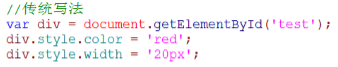 //传统写法
var div = document.getElementById('test');
div.style.color = 'red';
div.style.width = '20px';